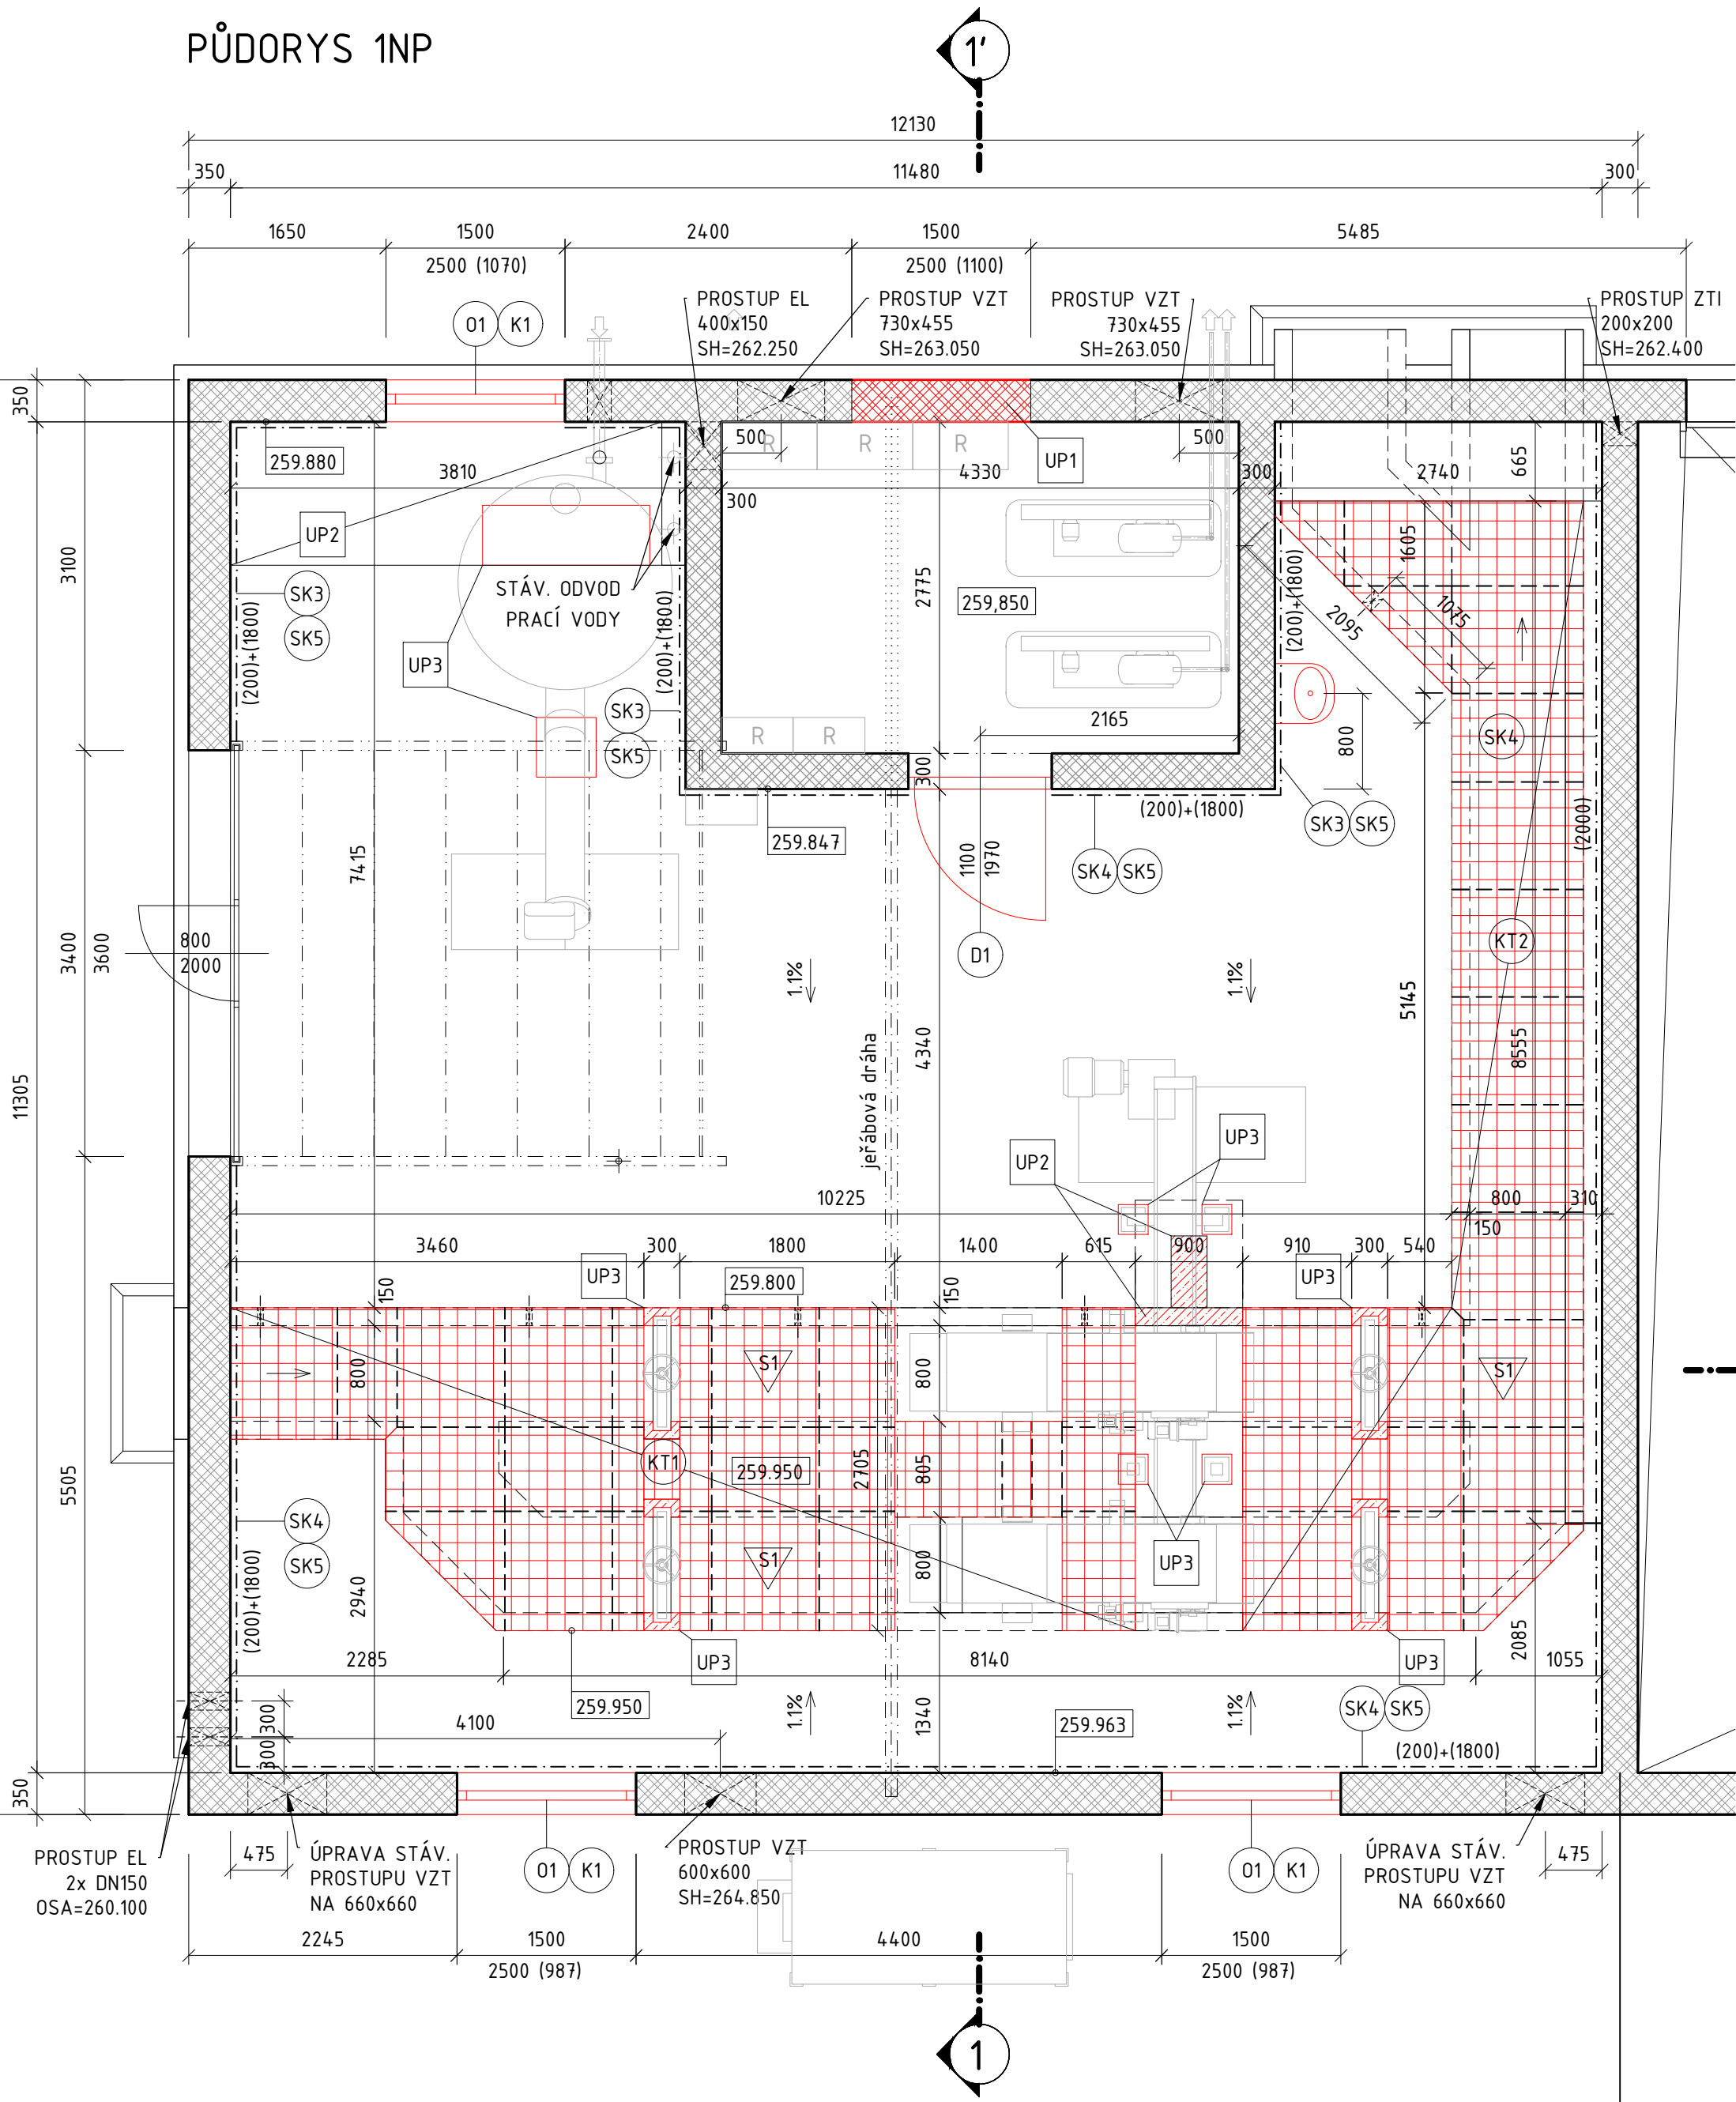 PŮDORYS 1NP
1'
12130
350
11480
300
1650
1500
2400
1500
5485
2500 (1070)
2500 (1100)
O1
K1
PROSTUP EL
400x150
SH=262.250
PROSTUP VZT
730x455
SH=263.050
PROSTUP VZT
730x455
SH=263.050
PROSTUP ZTI
200x200
SH=262.400
350
259.880
3810
500
R
R
R
4330
300
UP1
500
300
2740
665
UP2
3100
STÁV. ODVOD
PRACÍ VODY
SK3
SK5
(200)+(1800)
(200)+(1800)
UP3
2775
259,850
(200)+(1800)
1605
1075
2095
SK3
SK5
R
R
2165
800
SK4
300
(200)+(1800)
SK3
SK5
(2000)
259.847
7415
1100
1970
SK4
SK5
800
2000
3400
3600
D1
KT2
1.1%
1.1%
5145
8555
4340
jeřábová dráha
11305
UP3
UP2
10225
800
310
150
3460
300
1800
1400
615
900
910
300
540
UP3
UP3
150
259.800
150
800
S1
800
S1
KT1
259.950
2705
805
5505
SK4
SK5
S1
800
UP3
(200)+(1800)
2940
2085
2285
UP3
8140
UP3
1055
259.950
300
300
4100
1.1%
1340
1.1%
259.963
SK4
SK5
(200)+(1800)
350
PROSTUP EL
2x DN150
OSA=260.100
475
ÚPRAVA STÁV.
PROSTUPU VZT
NA 660x660
O1
K1
PROSTUP VZT
600x600
SH=264.850
O1
K1
ÚPRAVA STÁV.
PROSTUPU VZT
NA 660x660
475
2245
1500
4400
1500
2500 (987)
2500 (987)
1